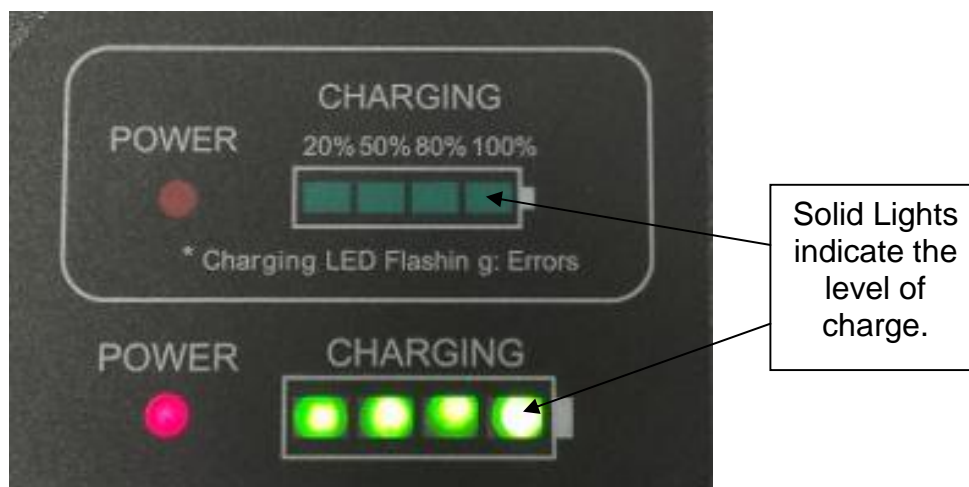 CHARGING
POWER
20% 50% 80% 100%
* Charging LED Flashin g: Errors
POWER
CHARGING
Solid Lights
indicate the
level of
charge.